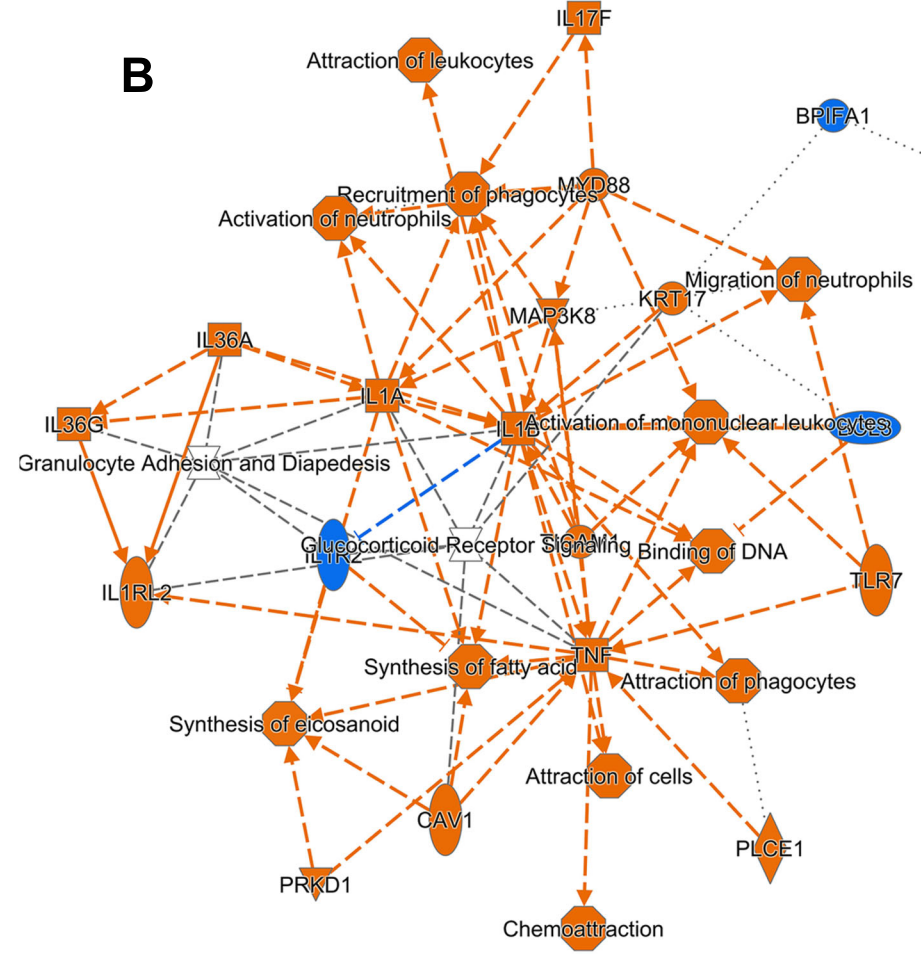 IL17F
Attraction of leukocytes
B
BPIFA1
MYD88
Recruitment of phagocytes
Activation of neutrophils
Migration of neutrophils
KRT17
MAP3K8
IL36A
IL1A
IL36G
IL1B
Activation of mononuclear leukocytes
Granulocyte Adhesion and Diapedesis
Glucocorticoid Receptor Signaling
Binding of DNA
IL1R2
TLR7
IL1RL2
TNF
Synthesis of fatty acid
Attraction of phagocytes
Synthesis of eicosanoid
Attraction of cells
CAV1
PLCE1
PRKD1
Chemoattraction